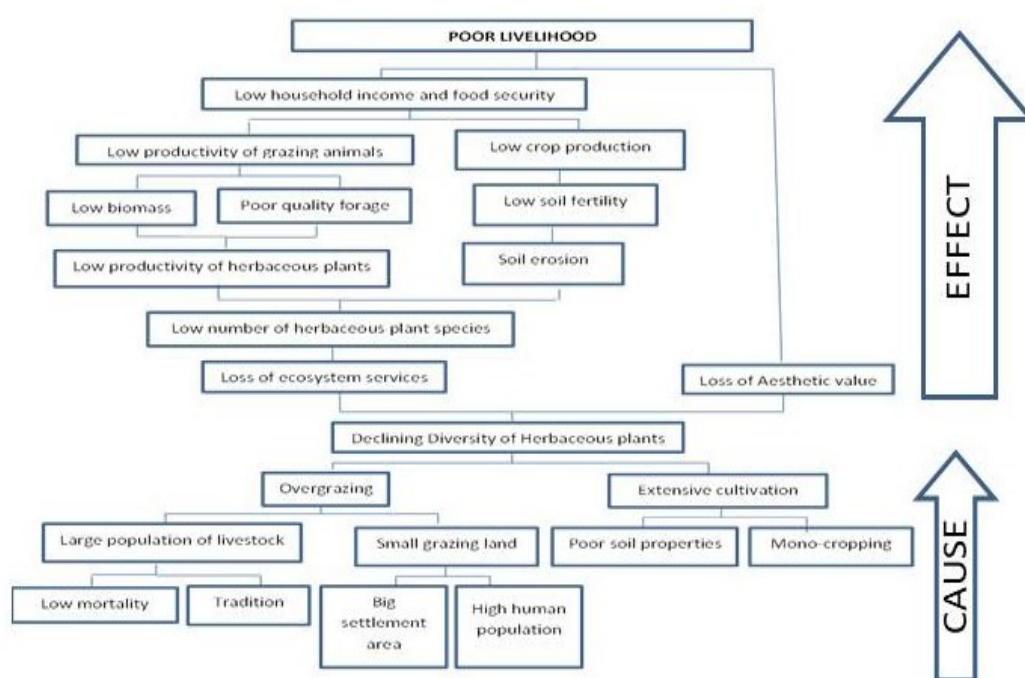 POOR LIVELIHOOD
Low household income and food security
Low productivity of grazing animals
Low crop production
Low biomass
Poor quality forage
Low soil fertility
Low productivity of herbaceous plants
Soil erosion
Low number of herbaceous plant species
Loss of ecosystem services
Loss of Aesthetic value
Declining Diversity of Herbaceous plants
Overgrazing
Extensive cultivation
Large population of livestock
Small grazing land
Poor soil properties
Mono-cropping
Low mortality
Tradition
Big
settlement
area
High human
population
EFFECT
CAUSE